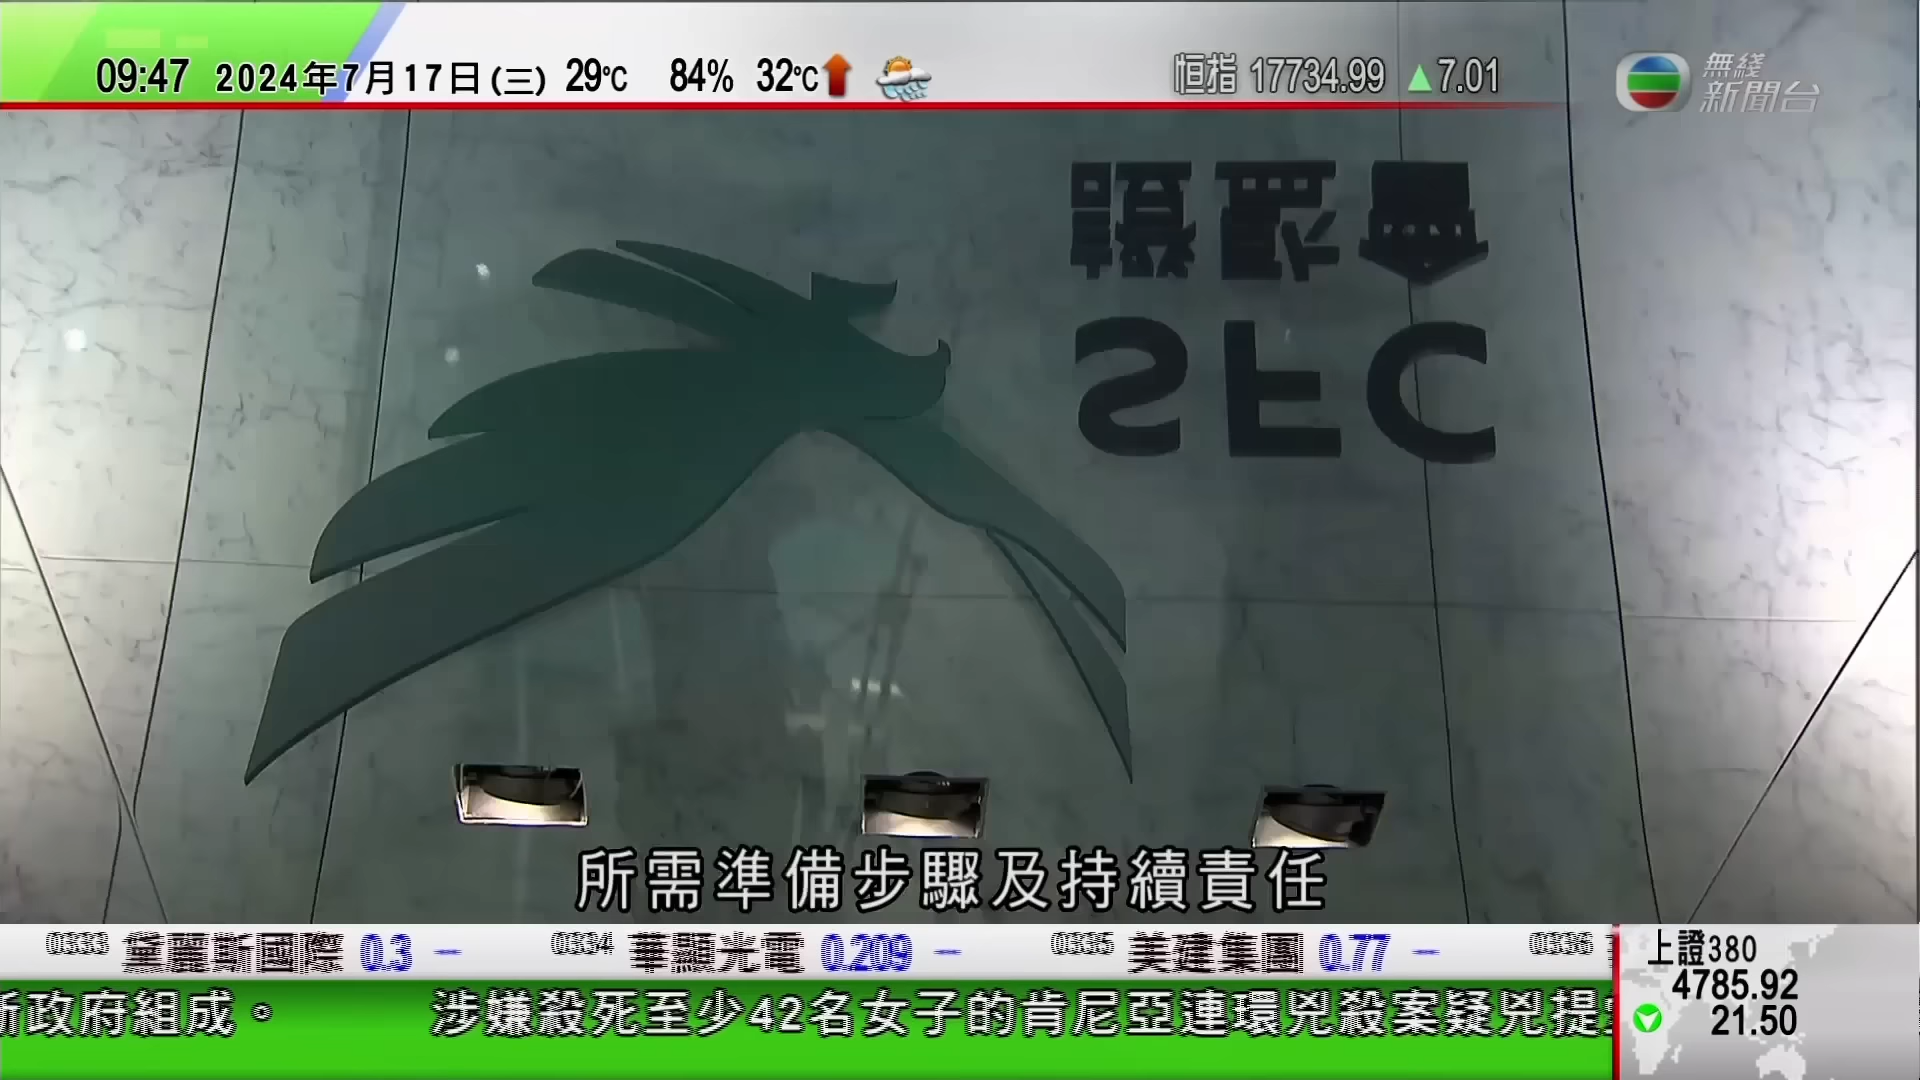 09:47 2024年7月17日(三) 29℃ 84% 32℃ 恒指 17734.99 ▲7.01
無綫
新聞台
證監會
SFC
所需準備步驟及持續責任
0333 黛麗斯國際 0.3 – 0334 華顯光電 0.209 – 0335 美建集團 0.77 – 0336
上證380
4785.92
21.50
新政府組成。 涉嫌殺死至少42名女子的肯尼亞連環兇殺案疑兇提